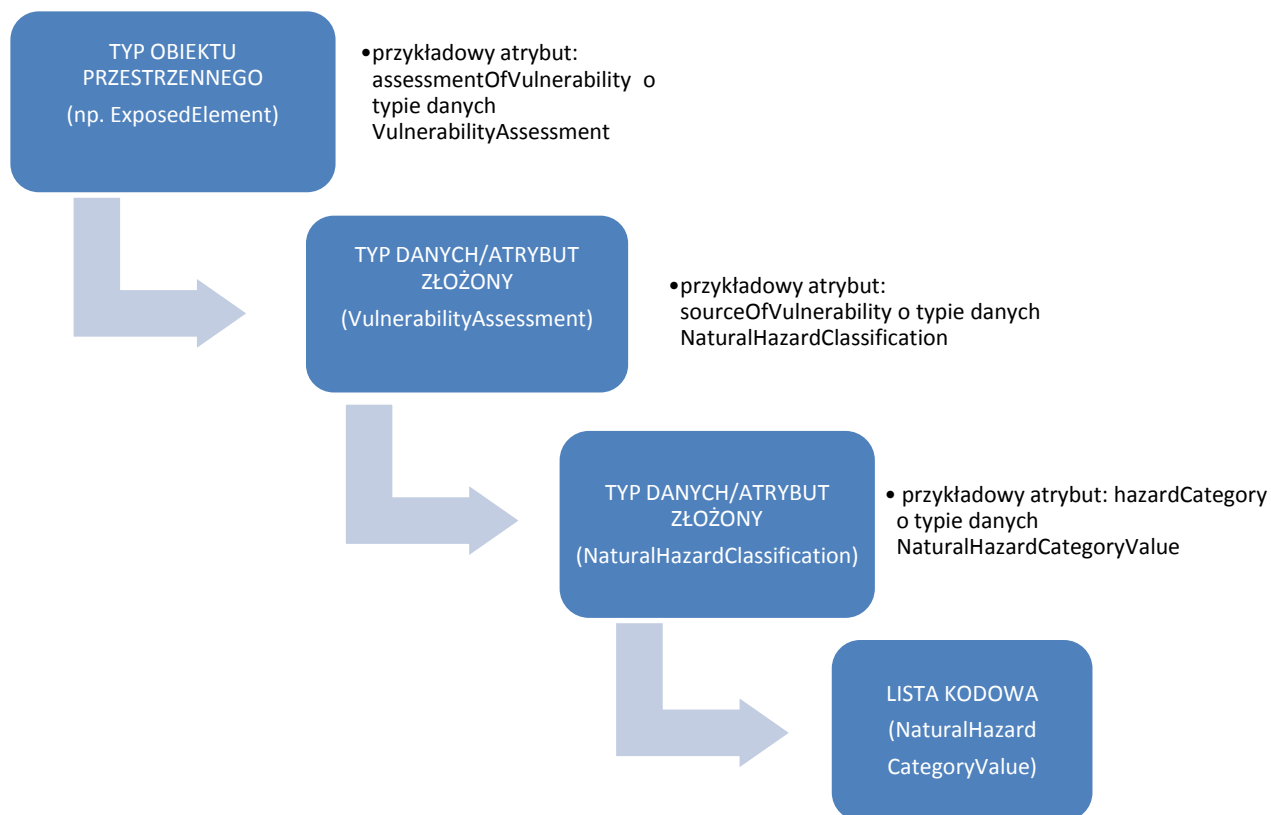 TYP OBIEKTU
PRZESTRZENNEGO
(np. ExposedElement)
•przykładowy atrybut:
assessmentOfVulnerability o
typie danych
VulnerabilityAssessment
TYP DANYCH/ATRYBUT
ZŁOŻONY
(VulnerabilityAssessment)
•przykładowy atrybut:
sourceOfVulnerability o typie danych
NaturalHazardClassification
TYP DANYCH/ATRYBUT
ZŁOŻONY
(NaturalHazardClassification)
• przykładowy atrybut: hazardCategory
o typie danych
NaturalHazardCategoryValue
LISTA KODOWA
(NaturalHazard
CategoryValue)